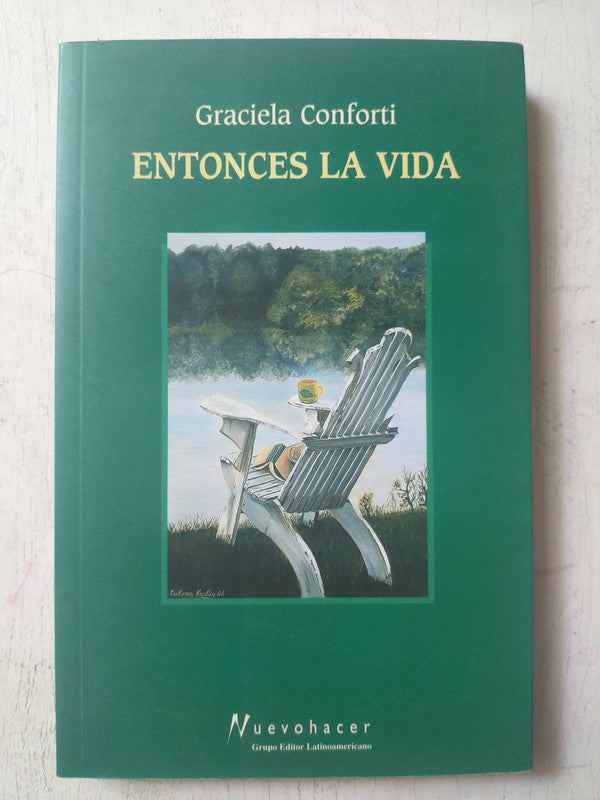 Graciela Conforti
ENTONCES LA VIDA
Nuevohacer
Grupo Editor Latinoamericano